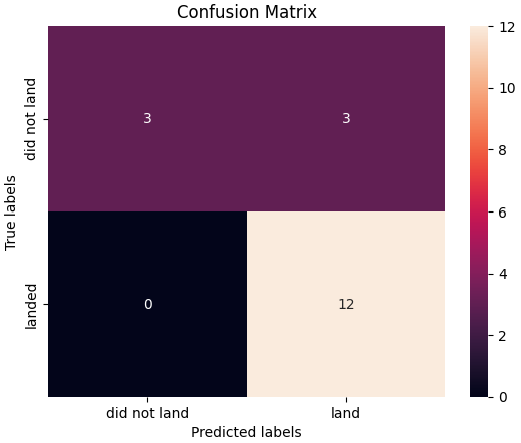 Confusion Matrix
True labels
did not land
landed
3
3
0
12
did not land
land
Predicted labels
12
10
8
6
4
2
0